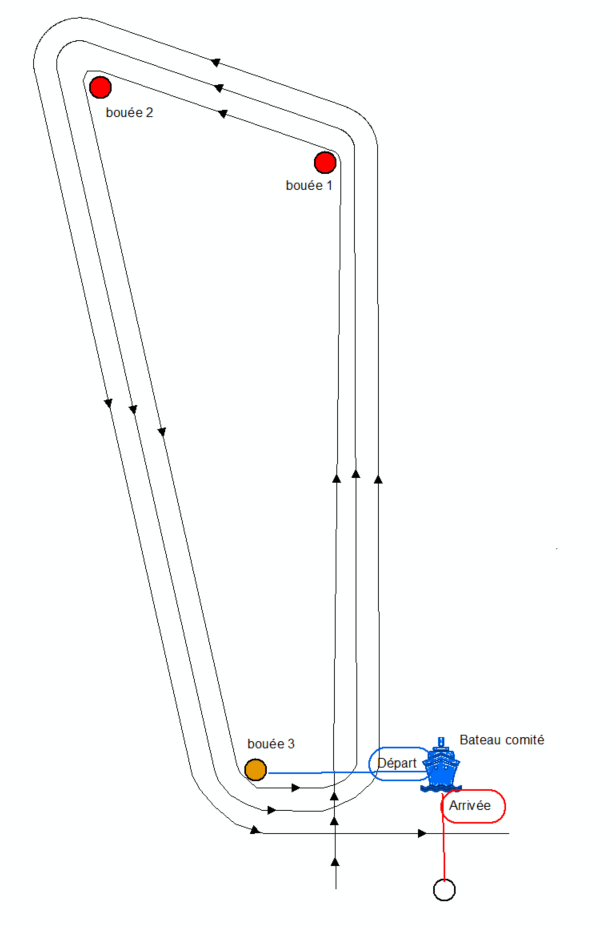 bouée 2
bouée 1
bouée 3
Bateau comité
Départ
Arrivée